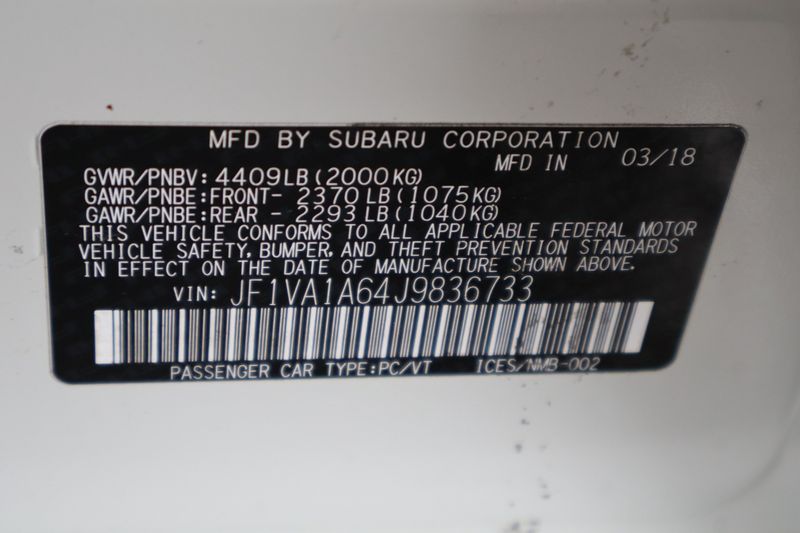 MFD BY SUBARU CORPORATION
MFD IN 03/18
GVWR/PNBV: 4409LB(2000KG)
GAWR/PNBE:FRONT- 2370LB(1075KG)
GAWR/PNBE:REAR - 2293LB(1040KG)
THIS VEHICLE CONFORMS TO ALL APPLICABLE FEDERAL MOTOR
VEHICLE SAFETY, BUMPER, AND THEFT PREVENTION STANDARDS
IN EFFECT ON THE DATE OF MANUFACTURE SHOWN ABOVE.
VIN: JF1VA1A64J9836733
PASSENGER CAR TYPE:PC/VT ICES/NMB-002